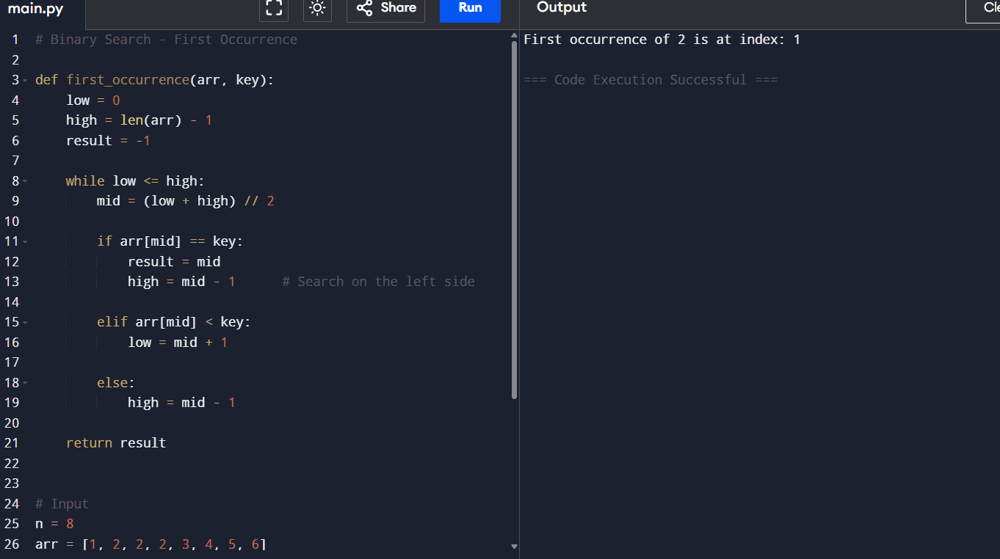 main.py
Share
Run
Output
1 # Binary Search - First Occurrence
2
3 def first_occurrence(arr, key):
4     low = 0
5     high = len(arr) - 1
6     result = -1
7
8     while low <= high:
9         mid = (low + high) // 2
10
11         if arr[mid] == key:
12             result = mid
13             high = mid - 1      # Search on the left side
14
15         elif arr[mid] < key:
16             low = mid + 1
17
18         else:
19             high = mid - 1
20
21     return result
22
23
24 # Input
25 n = 8
26 arr = [1, 2, 2, 2, 3, 4, 5, 6]
First occurrence of 2 is at index: 1
=== Code Execution Successful ===